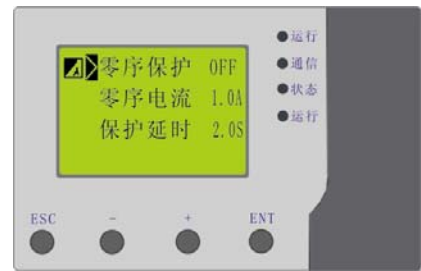 零序保护 OFF
零序电流 1.0A
保护延时 2.0S
运行
通信
状态
运行
ESC - + ENT